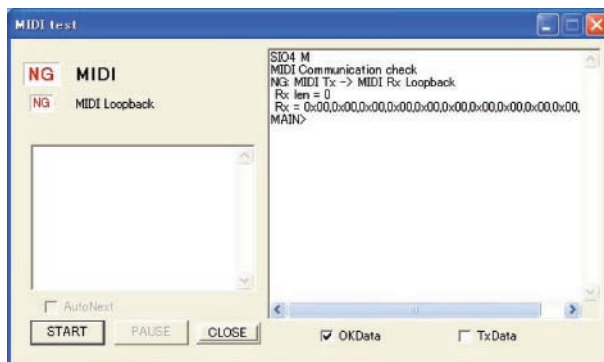 MIDI test
NG MIDI
NG MIDI Loopback
SIO4 M
MIDI Communication check
NG: MIDI Tx -> MIDI Rx Loopback
Rx len = 0
Rx = 0x00,0x00,0x00,0x00,0x00,0x00,0x00,0x00,0x00,0x00,
MAIN>
AutoNext
START PAUSE CLOSE OKData TxData